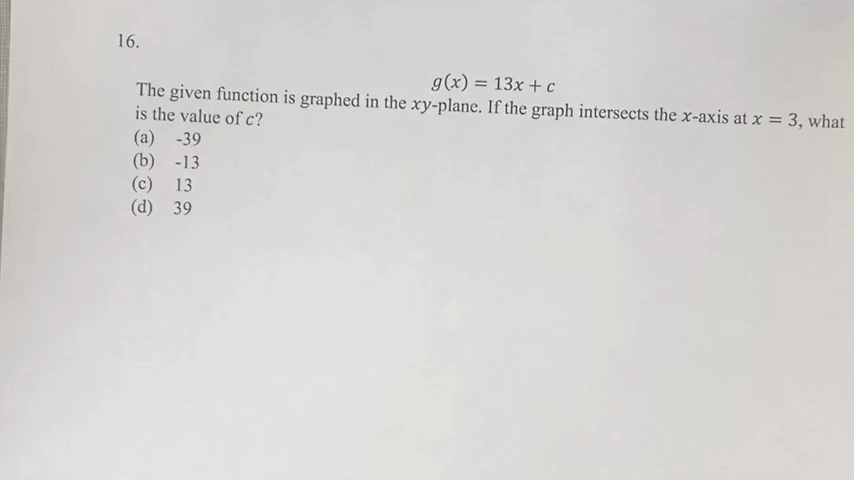 16.
g(x) = 13x + c
The given function is graphed in the xy-plane. If the graph intersects the x-axis at x = 3, what
is the value of c?
(a) -39
(b) -13
(c) 13
(d) 39